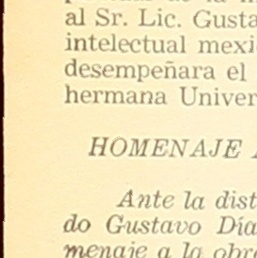 al Sr. Lic. Gusta
intelectual mexi
desempeñara el
hermana Univer
HOMENAJE A
Ante la dist
do Gustavo Día
menaje a la obr